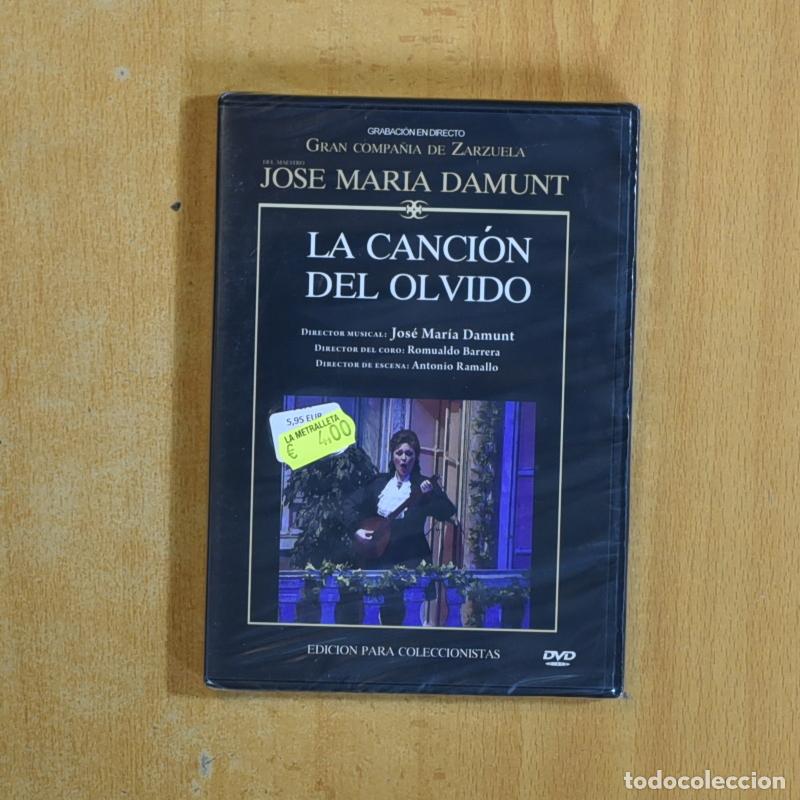 GRABACIÓN EN DIRECTO
GRAN COMPAÑIA DE ZARZUELA
DEL MAESTRO
JOSE MARIA DAMUNT
LA CANCIÓN
DEL OLVIDO
DIRECTOR MUSICAL: José María Damunt
DIRECTOR DEL CORO: Romualdo Barrera
DIRECTOR DE ESCENA: Antonio Ramallo
5,95 EUR
LA METRALLETA
€ 4.00
EDICION PARA COLECCIONISTAS
DVD
todocoleccion